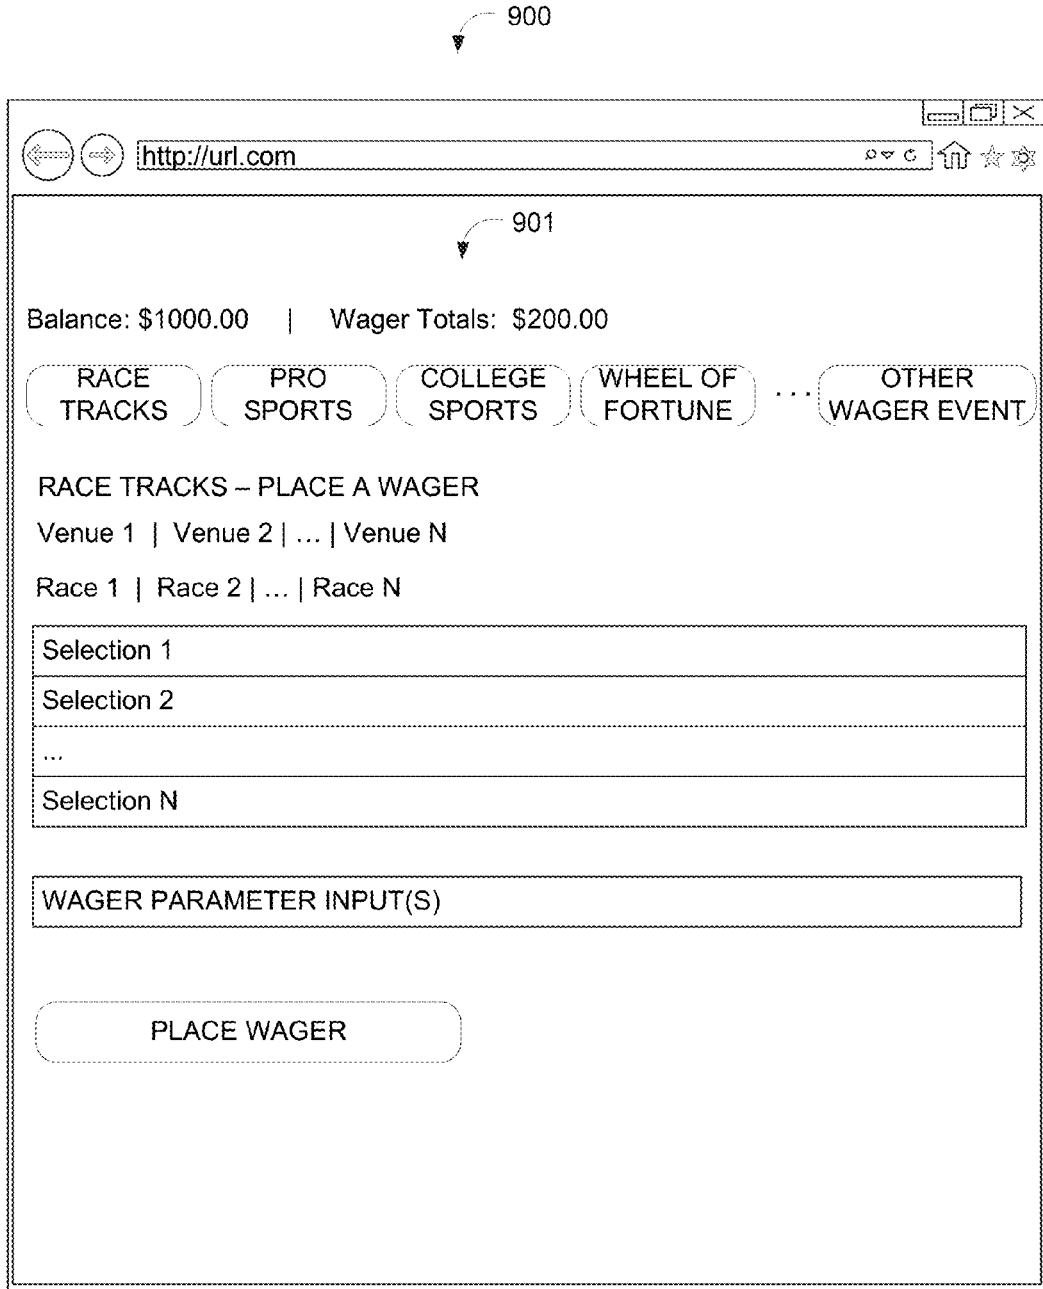 900
http://url.com
901
Balance: $1000.00 | Wager Totals: $200.00
RACE TRACKS PRO SPORTS COLLEGE SPORTS WHEEL OF FORTUNE ... OTHER WAGER EVENT
RACE TRACKS – PLACE A WAGER
Venue 1 | Venue 2 | ... | Venue N
Race 1 | Race 2 | ... | Race N
Selection 1
Selection 2
...
Selection N
WAGER PARAMETER INPUT(S)
PLACE WAGER